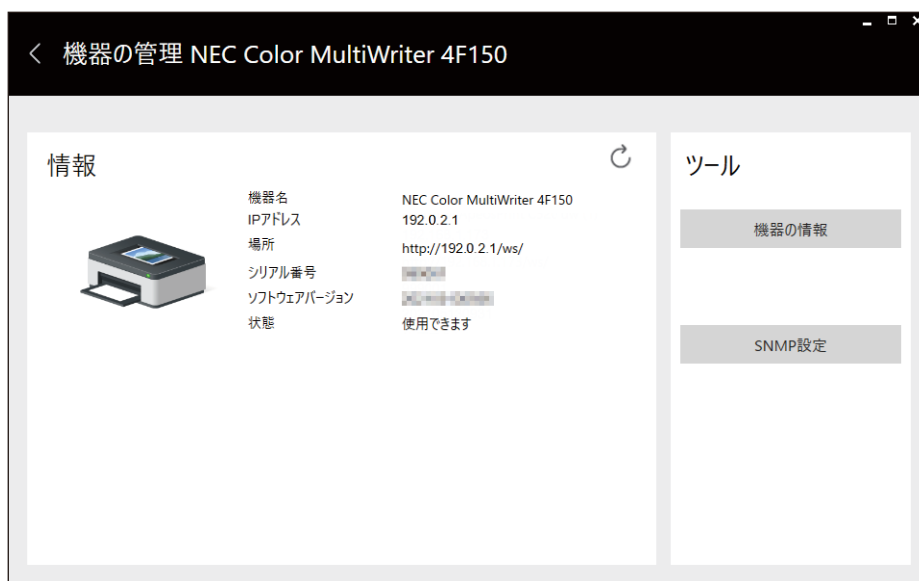 機器の管理 NEC Color MultiWriter 4F150
情報
機器名 NEC Color MultiWriter 4F150
IPアドレス 192.0.2.1
場所 http://192.0.2.1/ws/
シリアル番号
ソフトウェアバージョン
状態 使用できます
ツール
機器の情報
SNMP設定